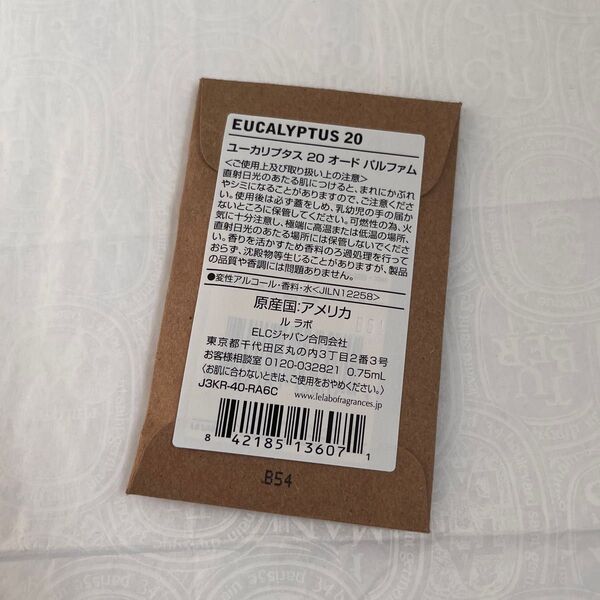 EUCALYPTUS 20
ユーカリプタス 20 オード パルファム
<ご使用上及び取り扱い上の注意>
直射日光のあたる肌につけると、まれにかぶれ
やシミになることがありますので、ご注意くださ
い。使用後は必ず蓋をしめ、乳幼児の手の届か
ないところに保管してください。可燃性の為、火
気に十分注意し、極端に高温または低温の場所、
直射日光のあたる場所には保管しないでくださ
い。香りを活かすため香料のろ過処理を行って
おらず、沈殿物等生じることがありますが、製品
の品質や香調には問題ありません。
●変性アルコール・香料・水<JILN12258>
原産国:アメリカ
ル ラボ
ELCジャパン合同会社
東京都千代田区丸の内3丁目2番3号
お客様相談室 0120-032821 0.75mL
〈お肌に合わないときは、ご使用をおやめください。〉
J3KR-40-RA6C www.lelabofragrances.jp
8 42185 13607 1
B54